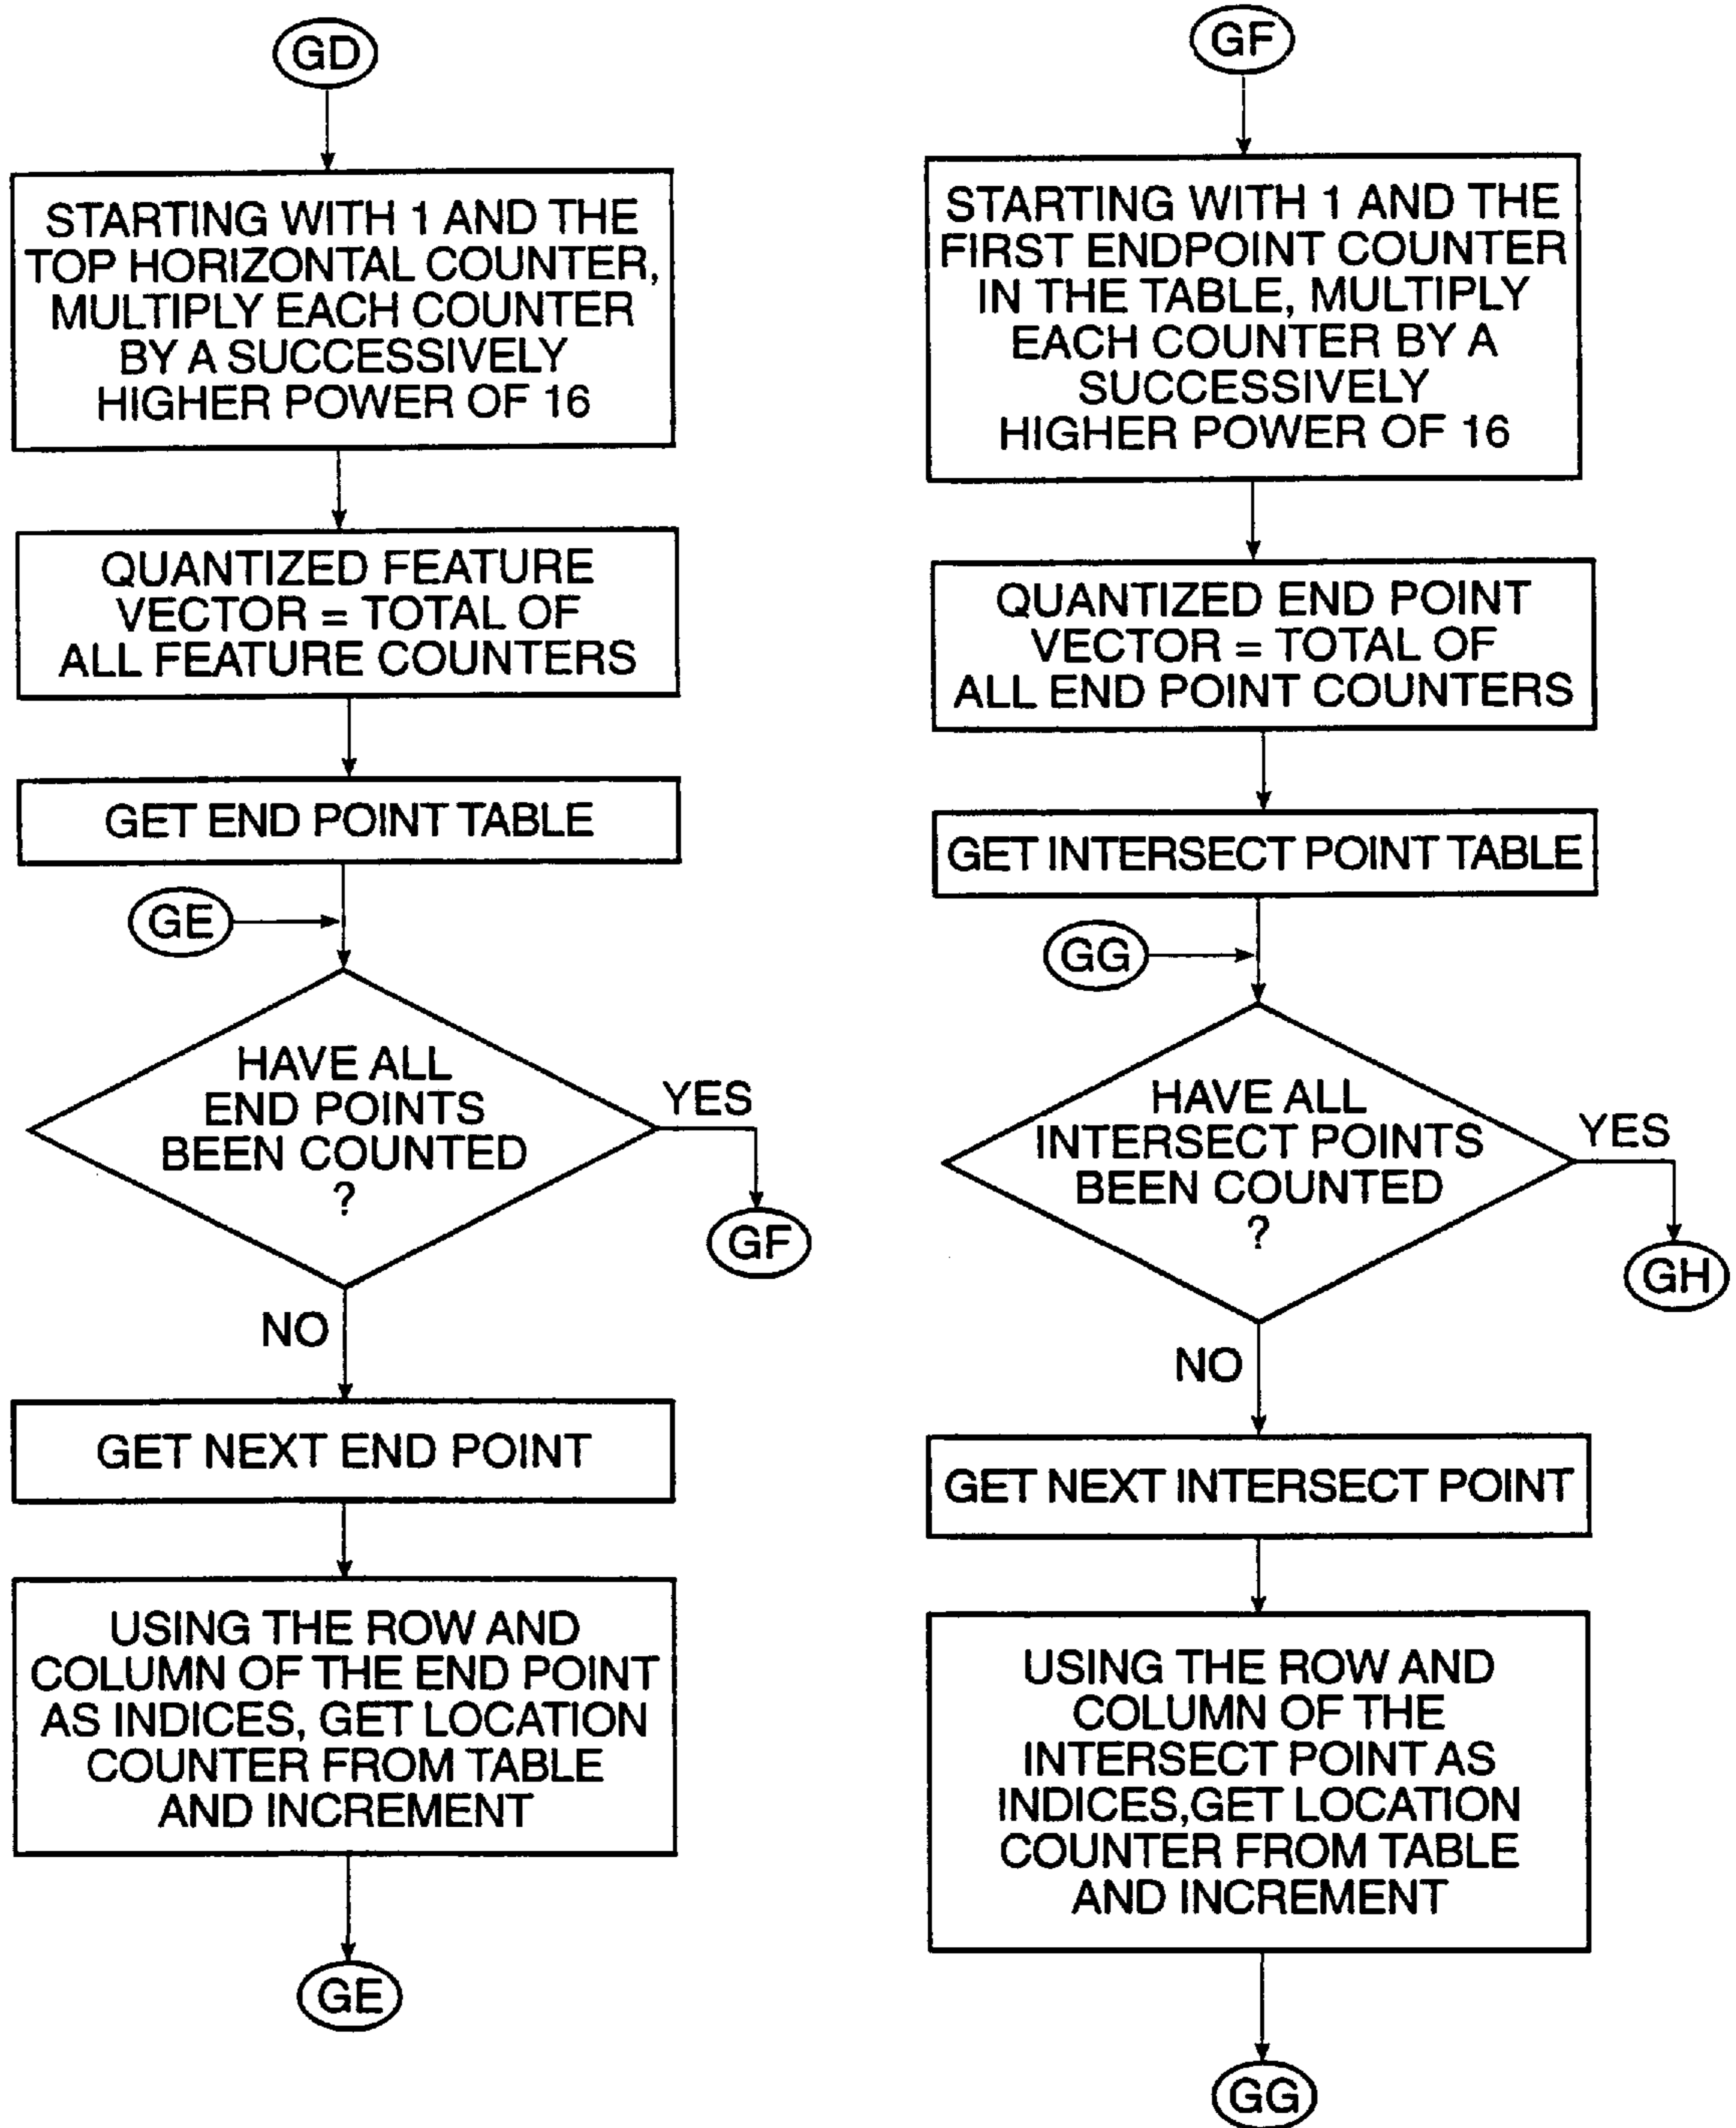 GD
STARTING WITH 1 AND THE
TOP HORIZONTAL COUNTER,
MULTIPLY EACH COUNTER
BY A SUCCESSIVELY
HIGHER POWER OF 16
QUANTIZED FEATURE
VECTOR = TOTAL OF
ALL FEATURE COUNTERS
GET END POINT TABLE
GE
HAVE ALL
END POINTS
BEEN COUNTED
?
YES
GF
NO
GET NEXT END POINT
USING THE ROW AND
COLUMN OF THE END POINT
AS INDICES, GET LOCATION
COUNTER FROM TABLE
AND INCREMENT
GE
GF
STARTING WITH 1 AND THE
FIRST ENDPOINT COUNTER
IN THE TABLE, MULTIPLY
EACH COUNTER BY A
SUCCESSIVELY
HIGHER POWER OF 16
QUANTIZED END POINT
VECTOR = TOTAL OF
ALL END POINT COUNTERS
GET INTERSECT POINT TABLE
GG
HAVE ALL
INTERSECT POINTS
BEEN COUNTED
?
YES
GH
NO
GET NEXT INTERSECT POINT
USING THE ROW AND
COLUMN OF THE
INTERSECT POINT AS
INDICES,GET LOCATION
COUNTER FROM TABLE
AND INCREMENT
GG